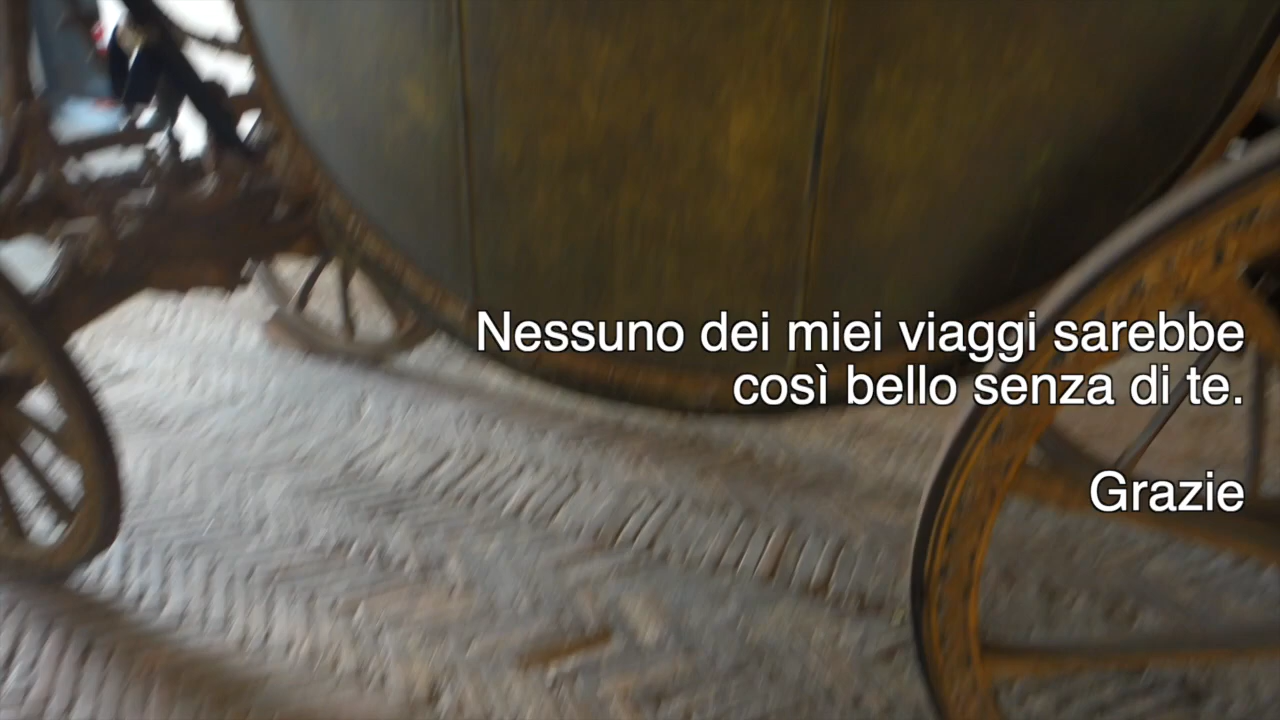 Nessuno dei miei viaggi sarebbe
così bello senza di te.
Grazie